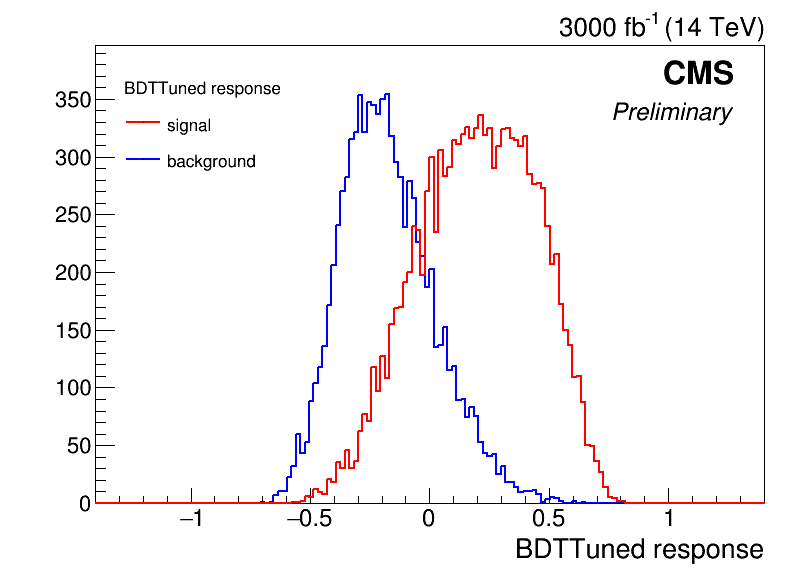 3000 fb-1 (14 TeV)
CMS
Preliminary
BDTTuned response
signal
background
350
300
250
200
150
100
50
0
−1
−0.5
0
0.5
1
BDTTuned response